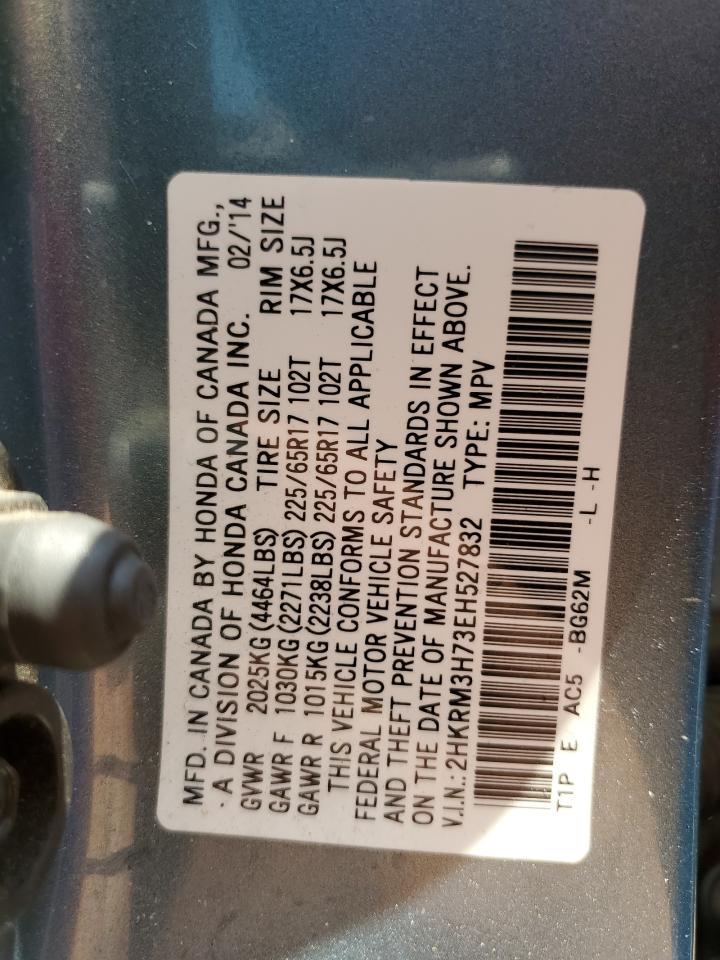 MFD. IN CANADA BY HONDA OF CANADA MFG.,
A DIVISION OF HONDA CANADA INC. 02/'14
GVWR 2025KG(4464LBS) TIRE SIZE RIM SIZE
GAWR F 1030KG(2271LBS) 225/65R17 102T 17X6.5J
GAWR R 1015KG(2238LBS) 225/65R17 102T 17X6.5J
THIS VEHICLE CONFORMS TO ALL APPLICABLE
FEDERAL MOTOR VEHICLE SAFETY
AND THEFT PREVENTION STANDARDS IN EFFECT
ON THE DATE OF MANUFACTURE SHOWN ABOVE.
V.I.N.:2HKRM3H73EH527832 TYPE: MPV
T1P E AC5 -BG62M -L -H